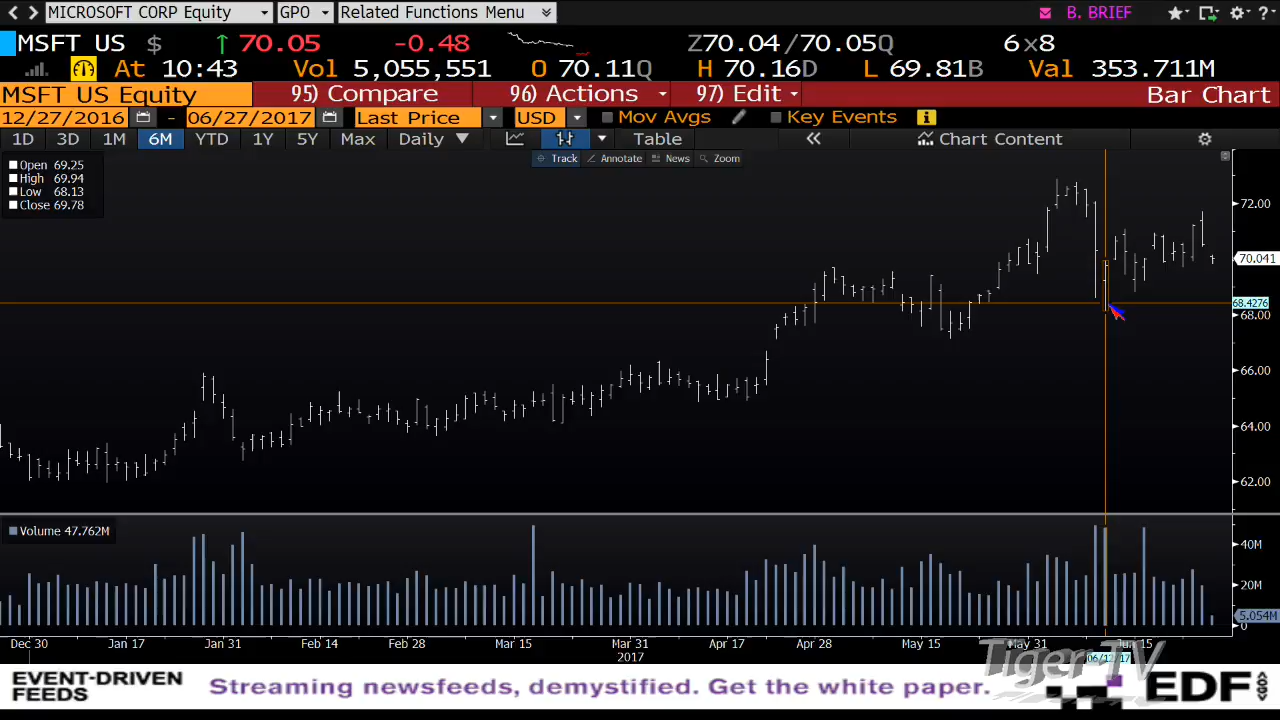 MICROSOFT CORP Equity GPO Related Functions Menu B. BRIEF ?
MSFT US $ ↑ 70.05 -0.48 Z70.04/70.05Q 6×8
At 10:43 Vol 5,055,551 O 70.11Q H 70.16D L 69.81B Val 353.711M
MSFT US Equity 95) Compare 96) Actions 97) Edit Bar Chart
12/27/2016 - 06/27/2017 Last Price USD Mov Avgs Key Events
1D 3D 1M 6M YTD 1Y 5Y Max Daily ▼ Table « Chart Content
Track Annotate News Zoom
Open 69.25
High 69.94
Low 68.13
Close 69.78
72.00
70.041
68.4276
68.00
66.00
64.00
62.00
Volume 47.762M
40M
20M
5.054M
0
Dec 30 Jan 17 Jan 31 Feb 14 Feb 28 Mar 15 Mar 31 Apr 17 Apr 28 May 15 May 31 Jun 15
2017 06/12/17
Tiger TV
EVENT-DRIVEN
FEEDS
Streaming newsfeeds, demystified. Get the white paper.
EDF